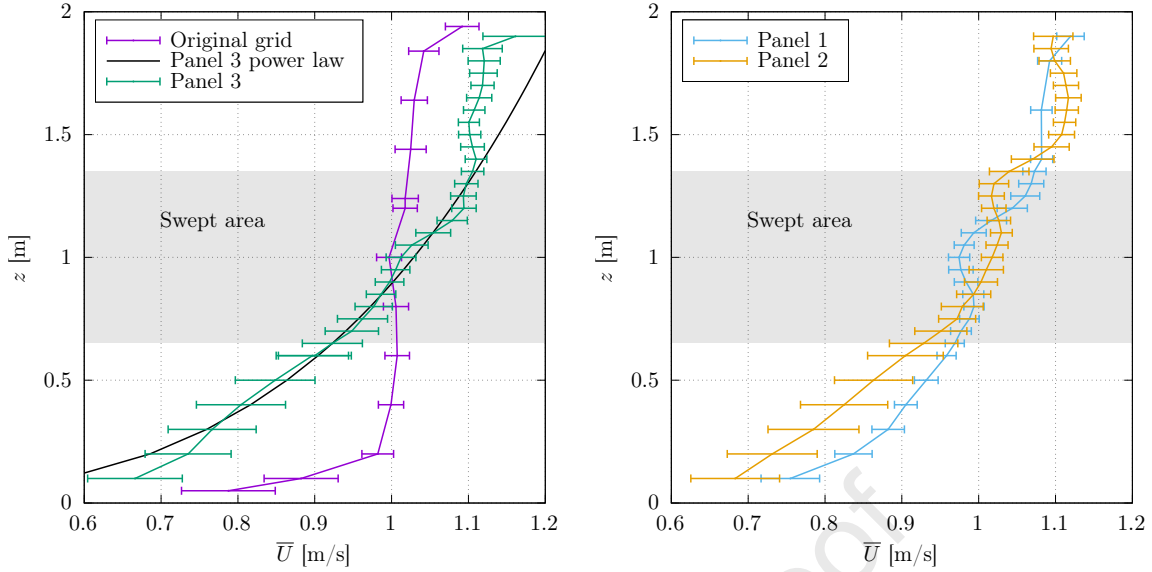 2
1.5
1
0.5
0
z [m]
0.6 0.7 0.8 0.9 1 1.1 1.2
U [m/s]
Original grid
Panel 3 power law
Panel 3
Swept area
2
1.5
1
0.5
0
z [m]
0.6 0.7 0.8 0.9 1 1.1 1.2
U [m/s]
Panel 1
Panel 2
Swept area